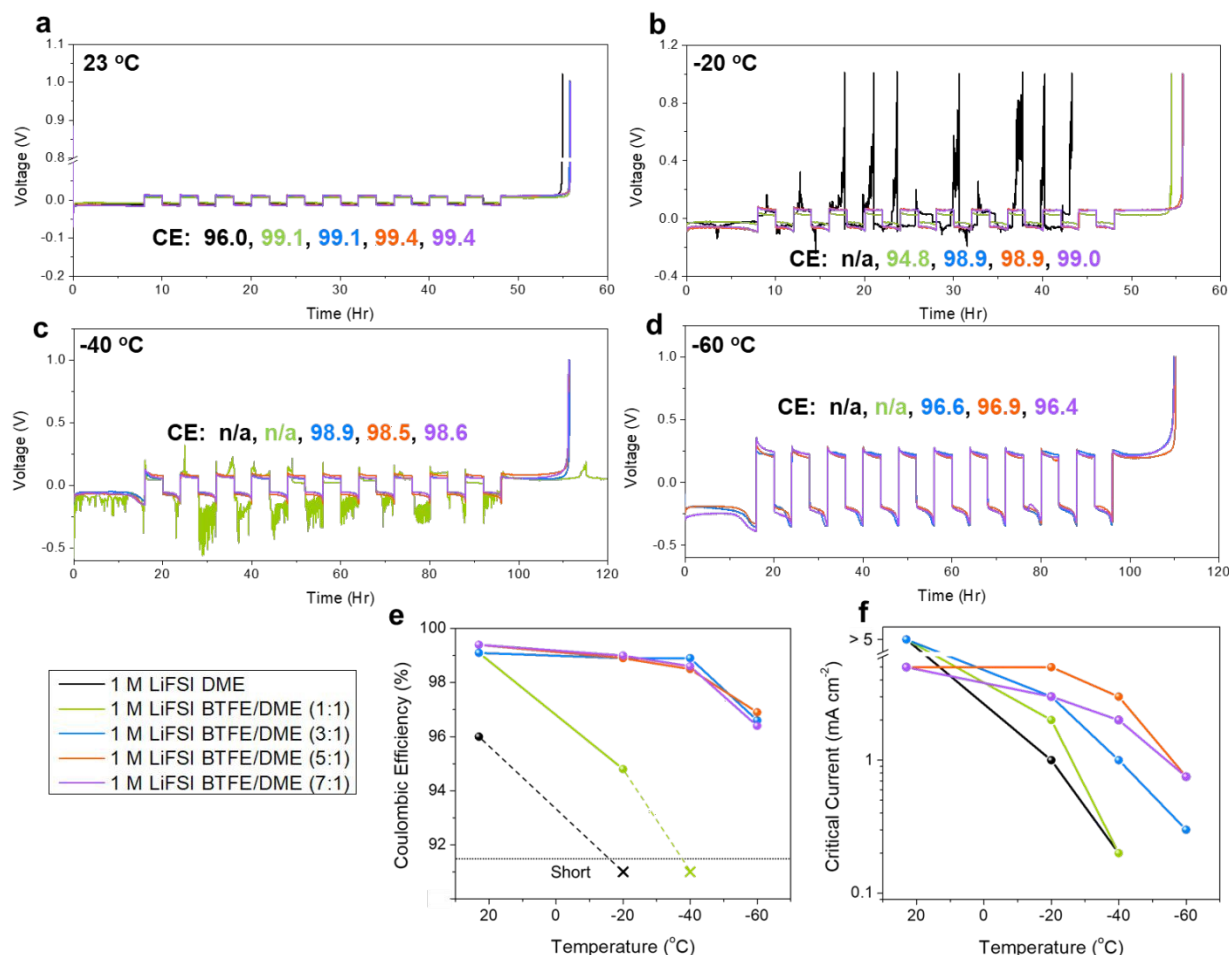 a
23 °C
1.1
1.0
0.9
0.8
0.0
-0.1
-0.2
Voltage (V)
CE: 96.0, 99.1, 99.1, 99.4, 99.4
0 10 20 30 40 50 60
Time (Hr)
b
-20 °C
1.2
0.8
0.4
0.0
-0.4
Voltage (V)
CE: n/a, 94.8, 98.9, 98.9, 99.0
0 10 20 30 40 50 60
Time (Hr)
c
-40 °C
1.0
0.5
0.0
-0.5
Voltage (V)
CE: n/a, n/a, 98.9, 98.5, 98.6
0 20 40 60 80 100 120
Time (Hr)
d
-60 °C
1.0
0.5
0.0
-0.5
Voltage (V)
CE: n/a, n/a, 96.6, 96.9, 96.4
0 20 40 60 80 100 120
Time (Hr)
1 M LiFSI DME
1 M LiFSI BTFE/DME (1:1)
1 M LiFSI BTFE/DME (3:1)
1 M LiFSI BTFE/DME (5:1)
1 M LiFSI BTFE/DME (7:1)
e
100
98
96
94
92
Coulombic Efficiency (%)
Short
20 0 -20 -40 -60
Temperature (°C)
f
> 5
1
0.1
Critical Current (mA cm⁻²)
20 0 -20 -40 -60
Temperature (°C)